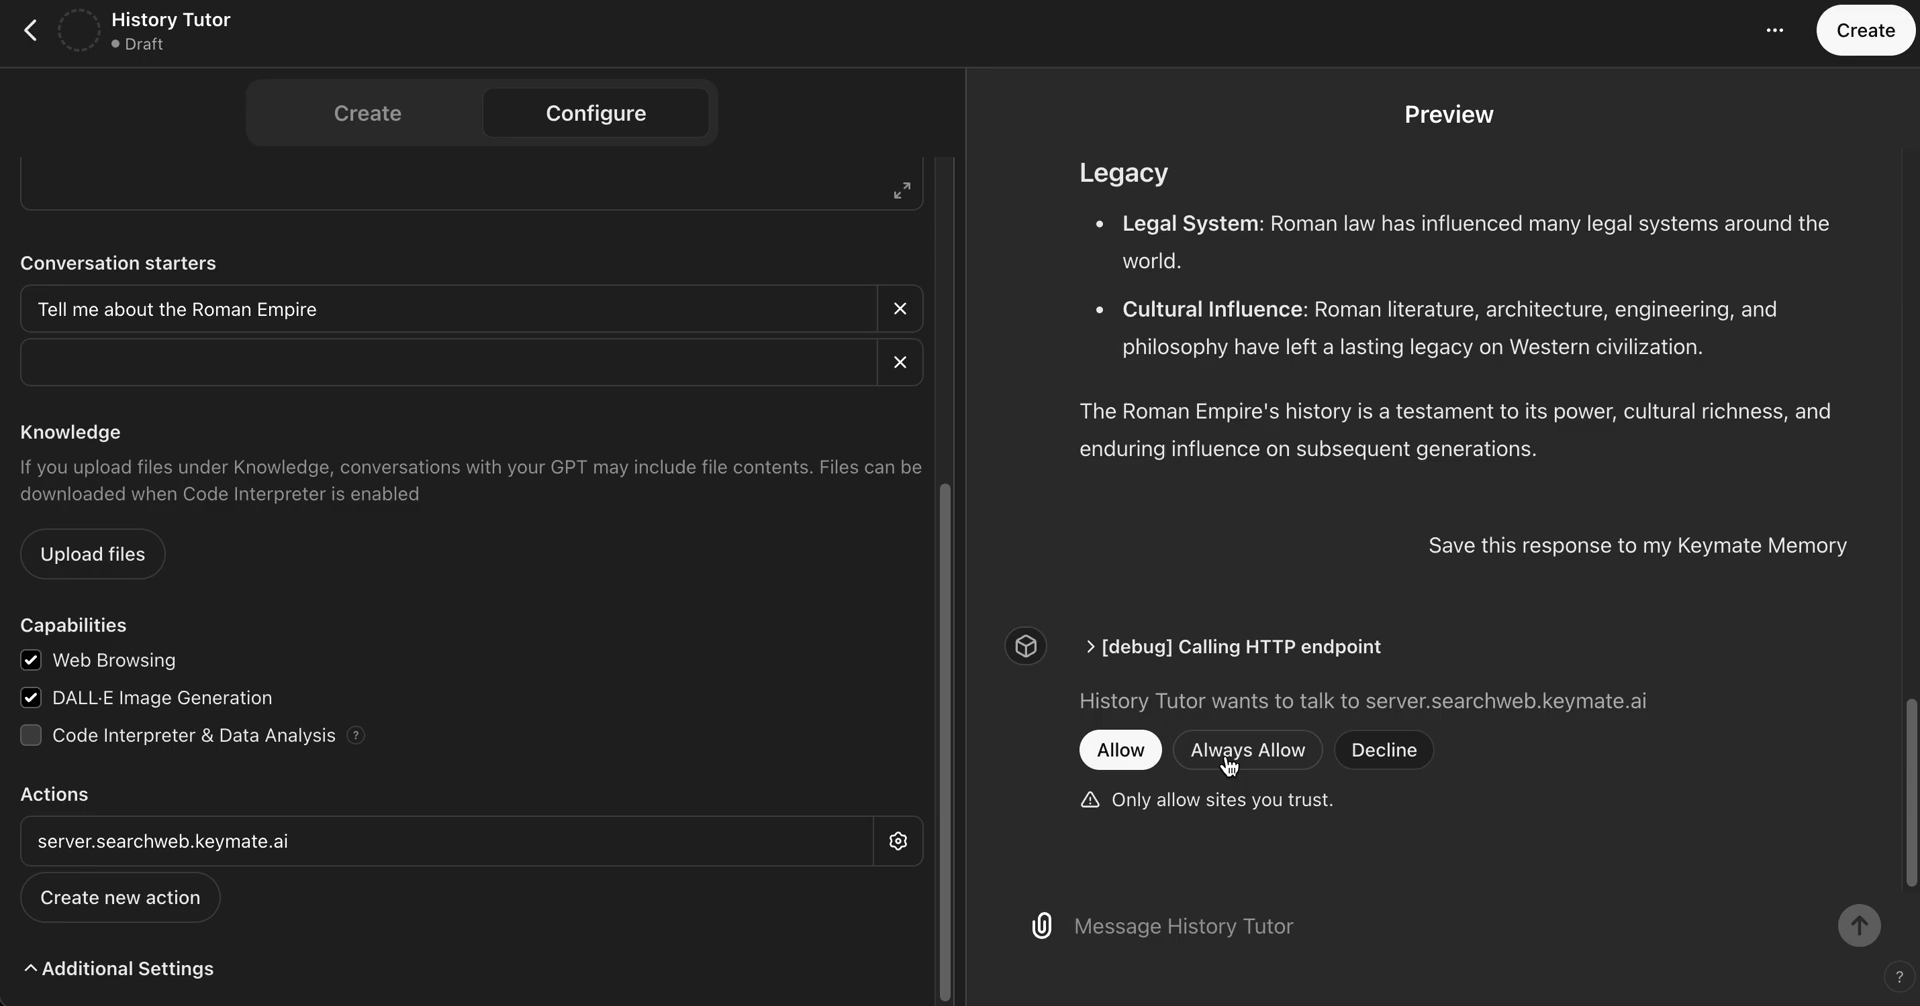 History Tutor
Draft
...
Create
Create
Configure
Conversation starters
Tell me about the Roman Empire
Knowledge
If you upload files under Knowledge, conversations with your GPT may include file contents. Files can be
downloaded when Code Interpreter is enabled
Upload files
Capabilities
Web Browsing
DALL·E Image Generation
Code Interpreter & Data Analysis ?
Actions
server.searchweb.keymate.ai
Create new action
Additional Settings
Preview
Legacy
• Legal System: Roman law has influenced many legal systems around the
world.
• Cultural Influence: Roman literature, architecture, engineering, and
philosophy have left a lasting legacy on Western civilization.
The Roman Empire's history is a testament to its power, cultural richness, and
enduring influence on subsequent generations.
Save this response to my Keymate Memory
> [debug] Calling HTTP endpoint
History Tutor wants to talk to server.searchweb.keymate.ai
Allow
Always Allow
Decline
Only allow sites you trust.
Message History Tutor
?